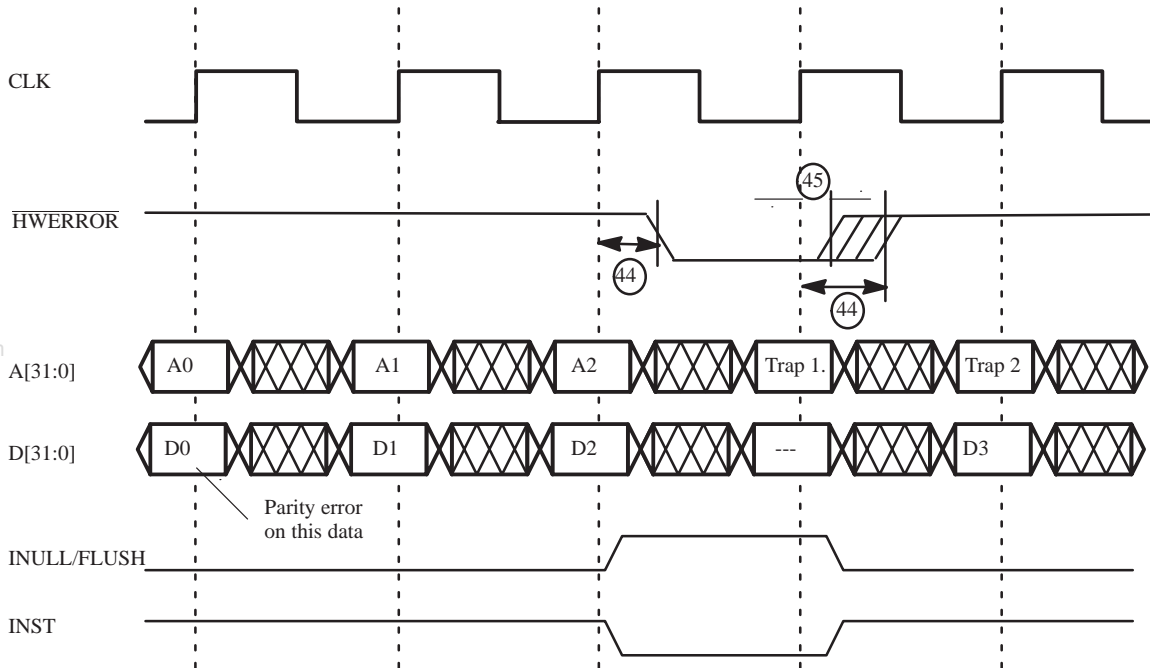 CLK
45
HWERROR
44
44
A[31:0]
A0
A1
A2
Trap 1.
Trap 2
D[31:0]
D0
D1
D2
---
D3
Parity error
on this data
INULL/FLUSH
INST